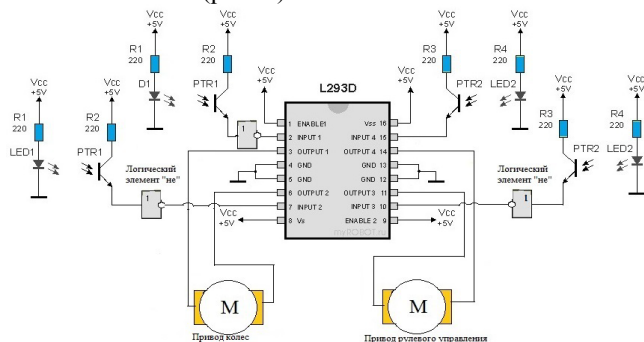 Vcc
+5V
R1
220
D1
Vcc
+5V
R2
220
PTR1
Vcc
+5V
L293D
Vcc
+5V
Vcc
+5V
R3
220
PTR2
Vcc
+5V
R4
220
LED2
Vcc
+5V
R1
220
LED1
Vcc
+5V
R2
220
PTR1
Логический
элемент "не"
1
1
1 ENABLE1
2 INPUT 1
3 OUTPUT 1
4 GND
5 GND
6 OUTPUT 2
7 INPUT 2
8 Vs
Vss 16
INPUT 4 15
OUTPUT 4 14
GND 13
GND 12
OUTPUT 3 11
INPUT 3 10
ENABLE 2 9
myROBOT.ru
Vcc
+5V
Vcc
+5V
Логический
элемент "не"
1
Vcc
+5V
R3
220
PTR2
Vcc
+5V
R4
220
LED2
M
M
Привод колес
Привод рулевого управления